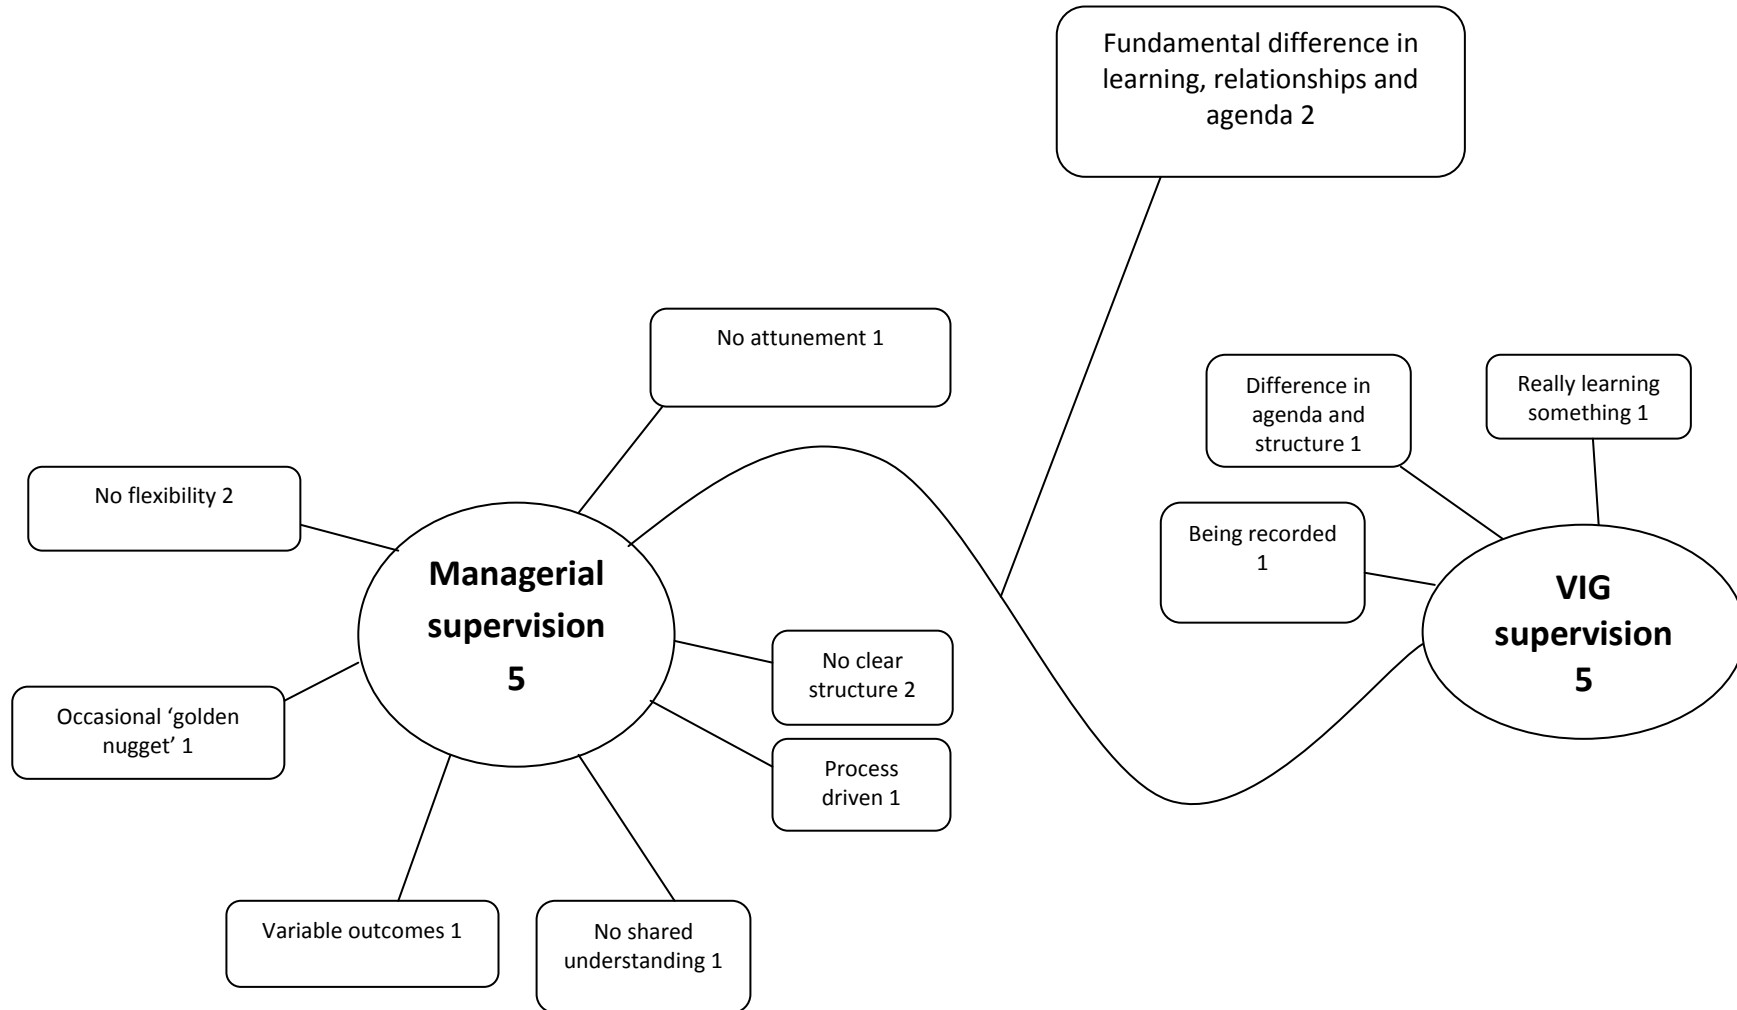 Fundamental difference in
learning, relationships and
agenda 2
No attunement 1
Difference in
agenda and
structure 1
Really learning
something 1
No flexibility 2
Being recorded
1
Managerial
supervision
5
VIG
supervision
5
No clear
structure 2
Occasional ‘golden
nugget’ 1
Process
driven 1
Variable outcomes 1
No shared
understanding 1